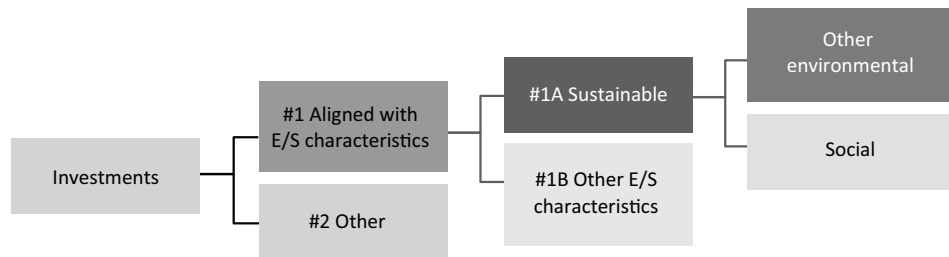 Investments
#1 Aligned with
E/S characteristics
#2 Other
#1A Sustainable
#1B Other E/S
characteristics
Other
environmental
Social